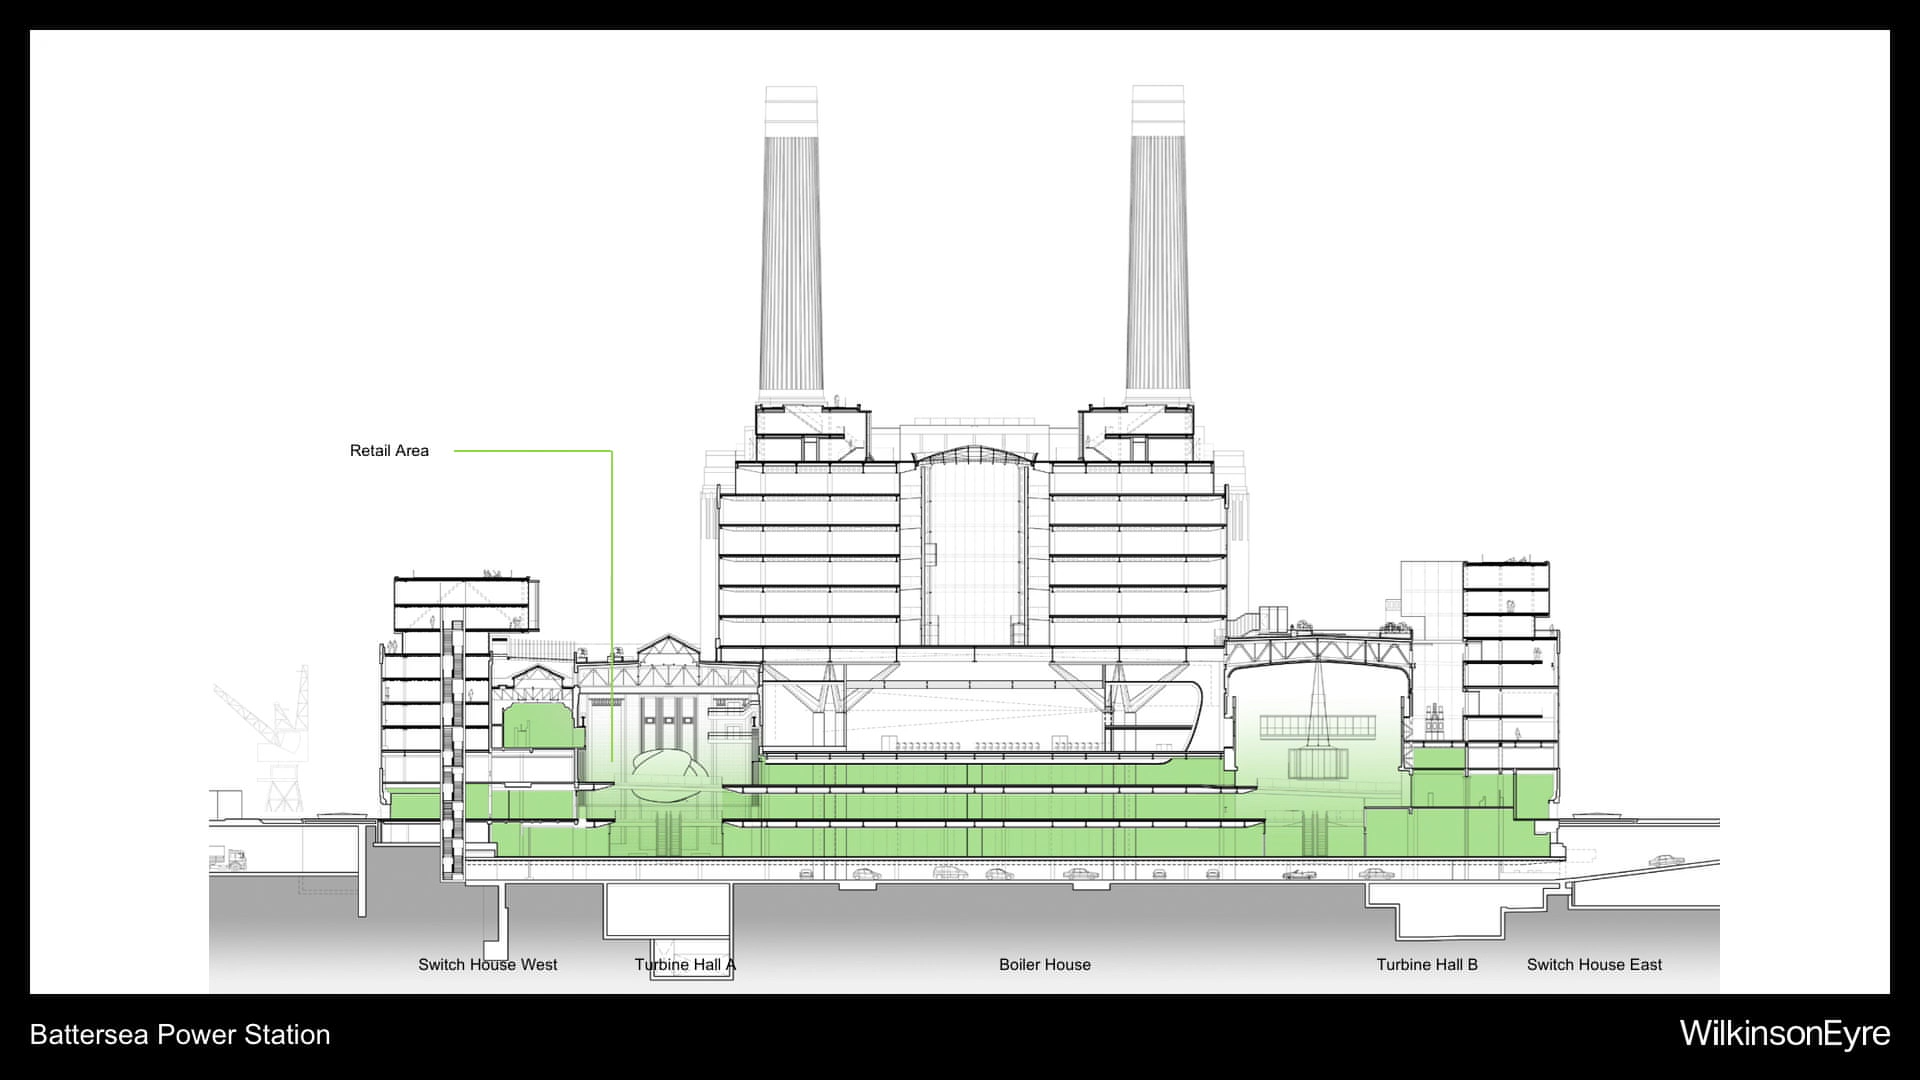 Retail Area
Switch House West
Turbine Hall A
Boiler House
Turbine Hall B
Switch House East
Battersea Power Station
WilkinsonEyre